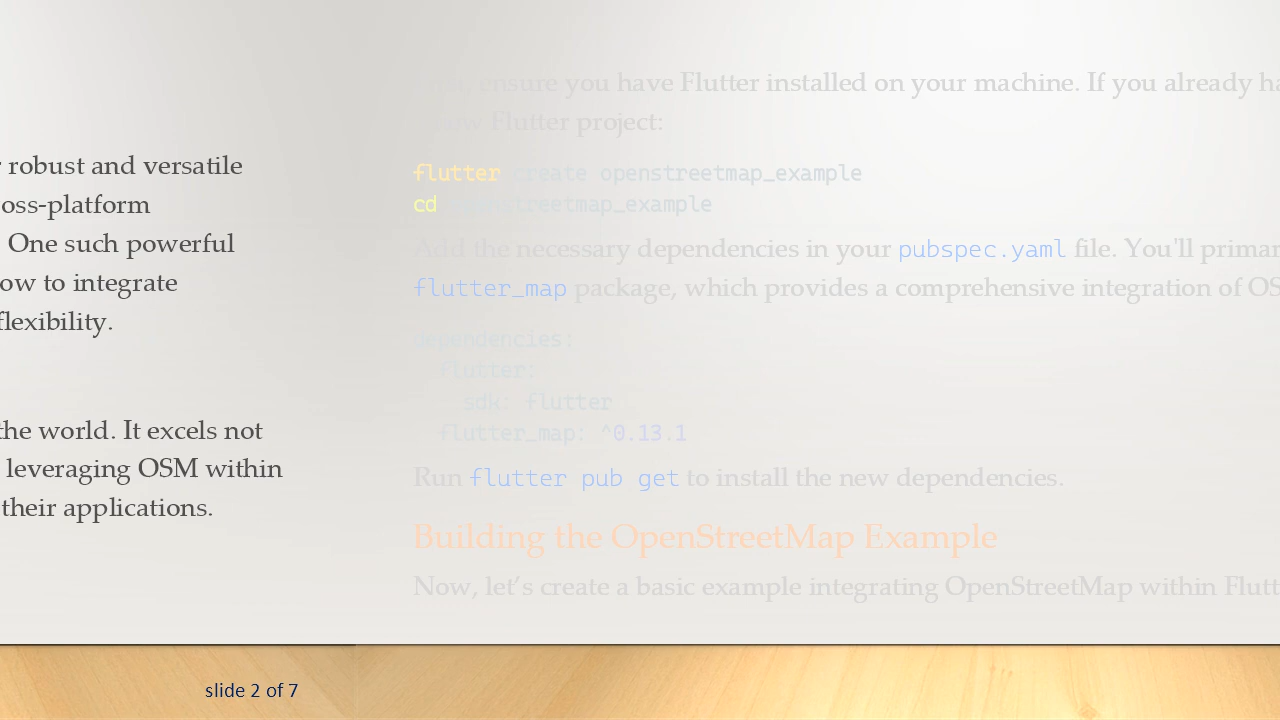 robust and versatile
oss-platform
One such powerful
ow to integrate
flexibility.
the world. It excels not
leveraging OSM within
their applications.
ensure you have Flutter installed on your machine. If you already ha
new Flutter project:
flutter create openstreetmap_example
cd openstreetmap_example
Add the necessary dependencies in your pubspec.yaml file. You'll primar
flutter_map package, which provides a comprehensive integration of OS
dependencies:
flutter:
sdk: flutter
flutter_map: ^0.13.1
Run flutter pub get to install the new dependencies.
Building the OpenStreetMap Example
Now, let's create a basic example integrating OpenStreetMap within Flutt
slide 2 of 7